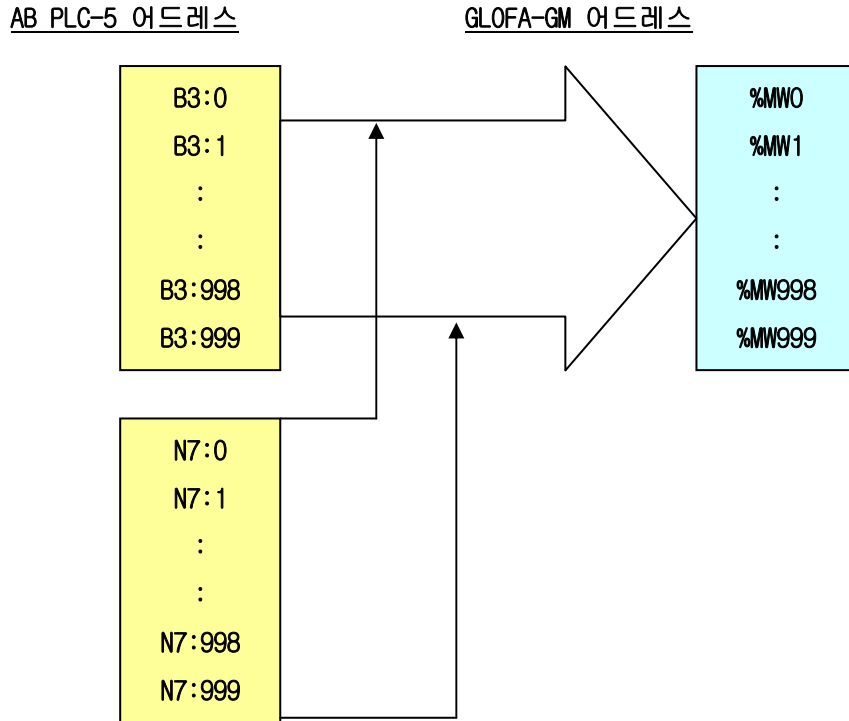 AB PLC-5 어드레스
GLOFA-GM 어드레스
B3:0
B3:1
:
:
B3:998
B3:999
%MW0
%MW1
:
:
%MW998
%MW999
N7:0
N7:1
:
:
N7:998
N7:999